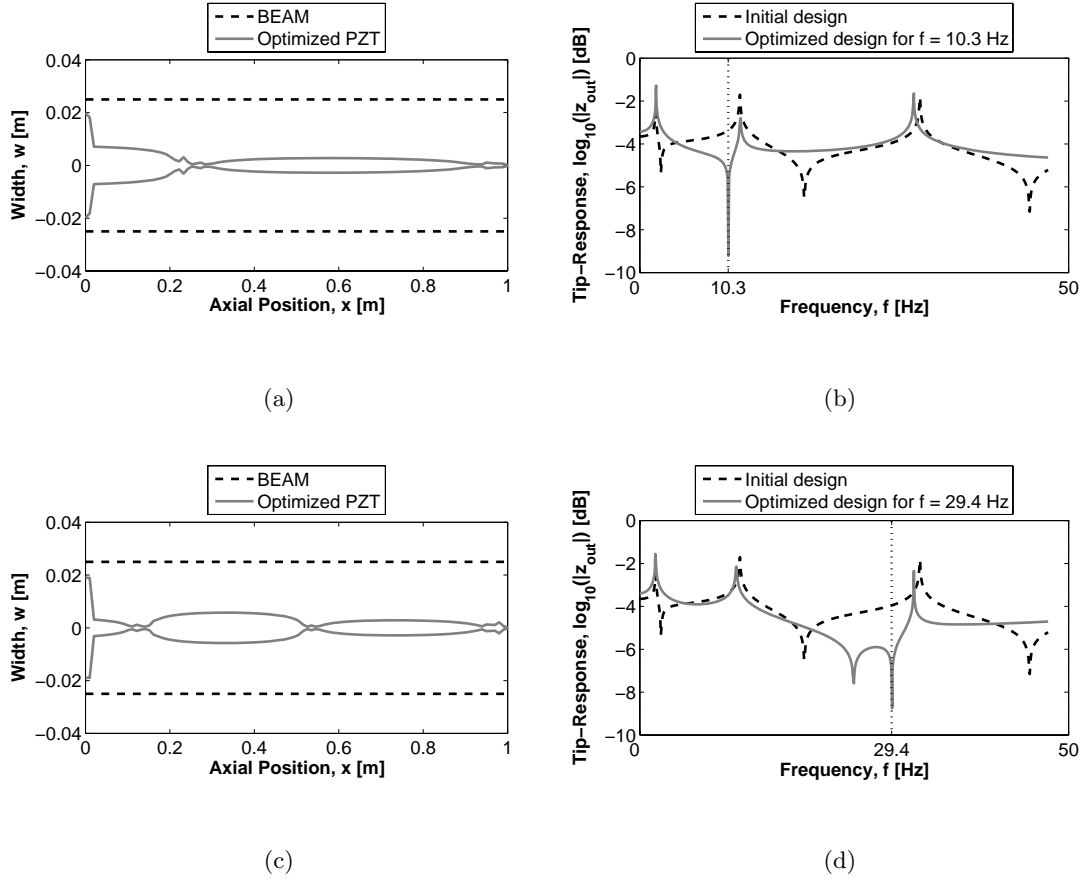 BEAM
Optimized PZT
0.04
0.02
0
−0.02
−0.04
Width, w [m]
0
0.2
0.4
0.6
0.8
1
Axial Position, x [m]
(a)
Initial design
Optimized design for f = 10.3 Hz
0
−2
−4
−6
−8
−10
Tip−Response, log10(|zout|) [dB]
0
10.3
50
Frequency, f [Hz]
(b)
BEAM
Optimized PZT
0.04
0.02
0
−0.02
−0.04
Width, w [m]
0
0.2
0.4
0.6
0.8
1
Axial Position, x [m]
(c)
Initial design
Optimized design for f = 29.4 Hz
0
−2
−4
−6
−8
−10
Tip−Response, log10(|zout|) [dB]
0
29.4
50
Frequency, f [Hz]
(d)